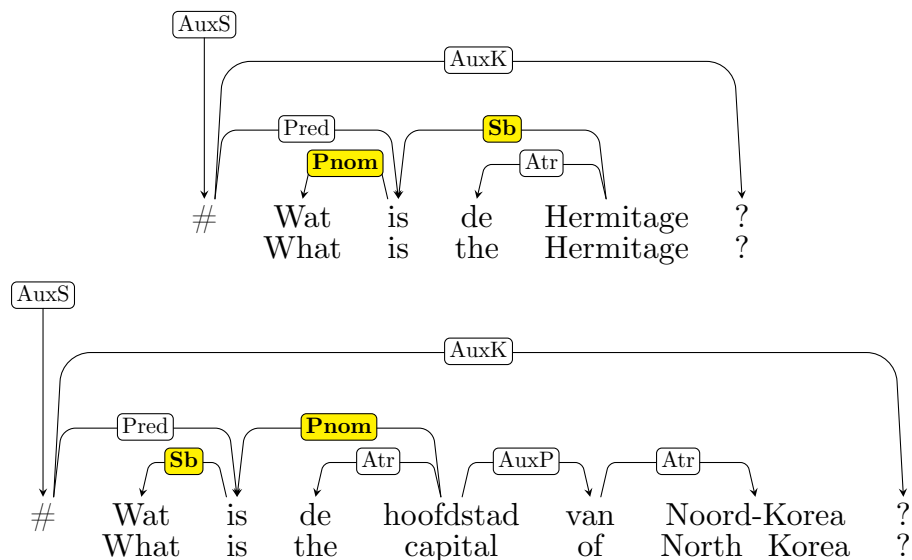 AuxS
AuxK
Pred Sb
Pnom Atr
# Wat is de Hermitage ?
What is the Hermitage ?
AuxS
AuxK
Pred Pnom
Sb Atr AuxP Atr
# Wat is de hoofdstad van Noord-Korea ?
What is the capital of North Korea ?